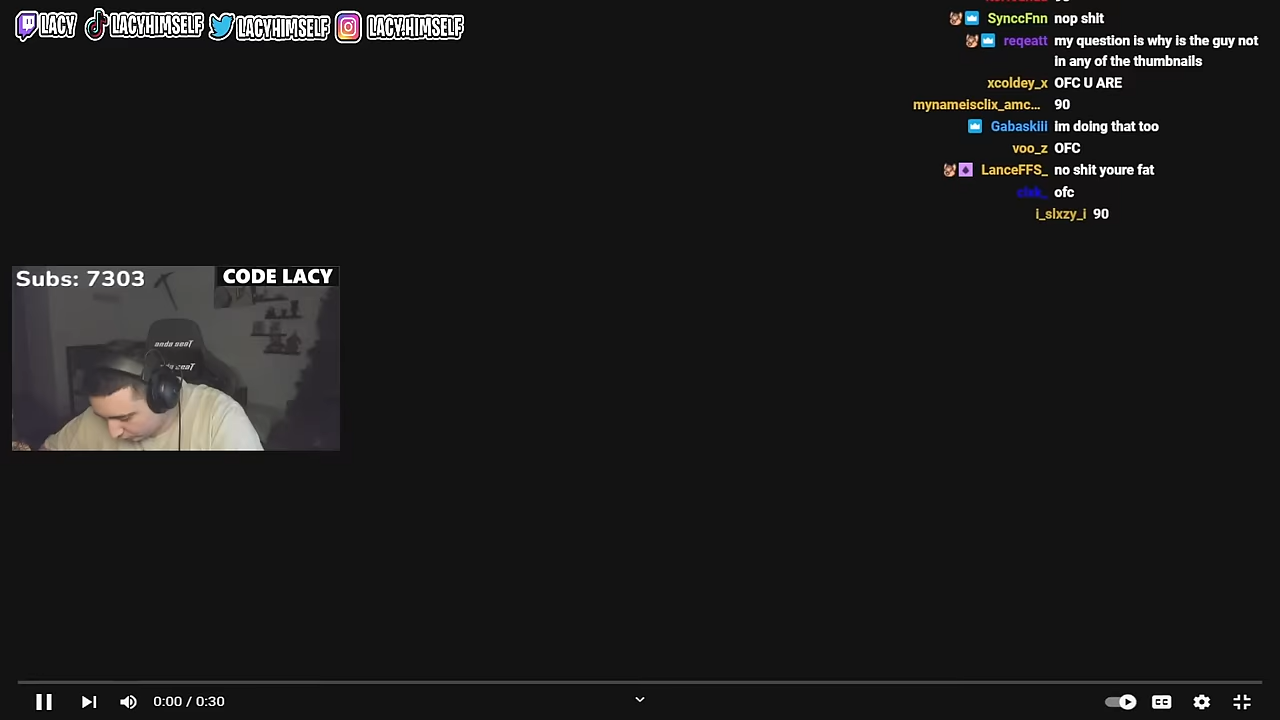 LACY LACYHIMSELF LACYHIMSELF LACY.HIMSELF
SynccFnn nop shit
reqeatt my question is why is the guy not
in any of the thumbnails
xcoldey_x OFC U ARE
mynameisclix_amc... 90
Gabaskiii im doing that too
voo_z OFC
LanceFFS_ no shit youre fat
ofc
i_slxzy_i 90
Subs: 7303 CODE LACY
0:00 / 0:30
CC